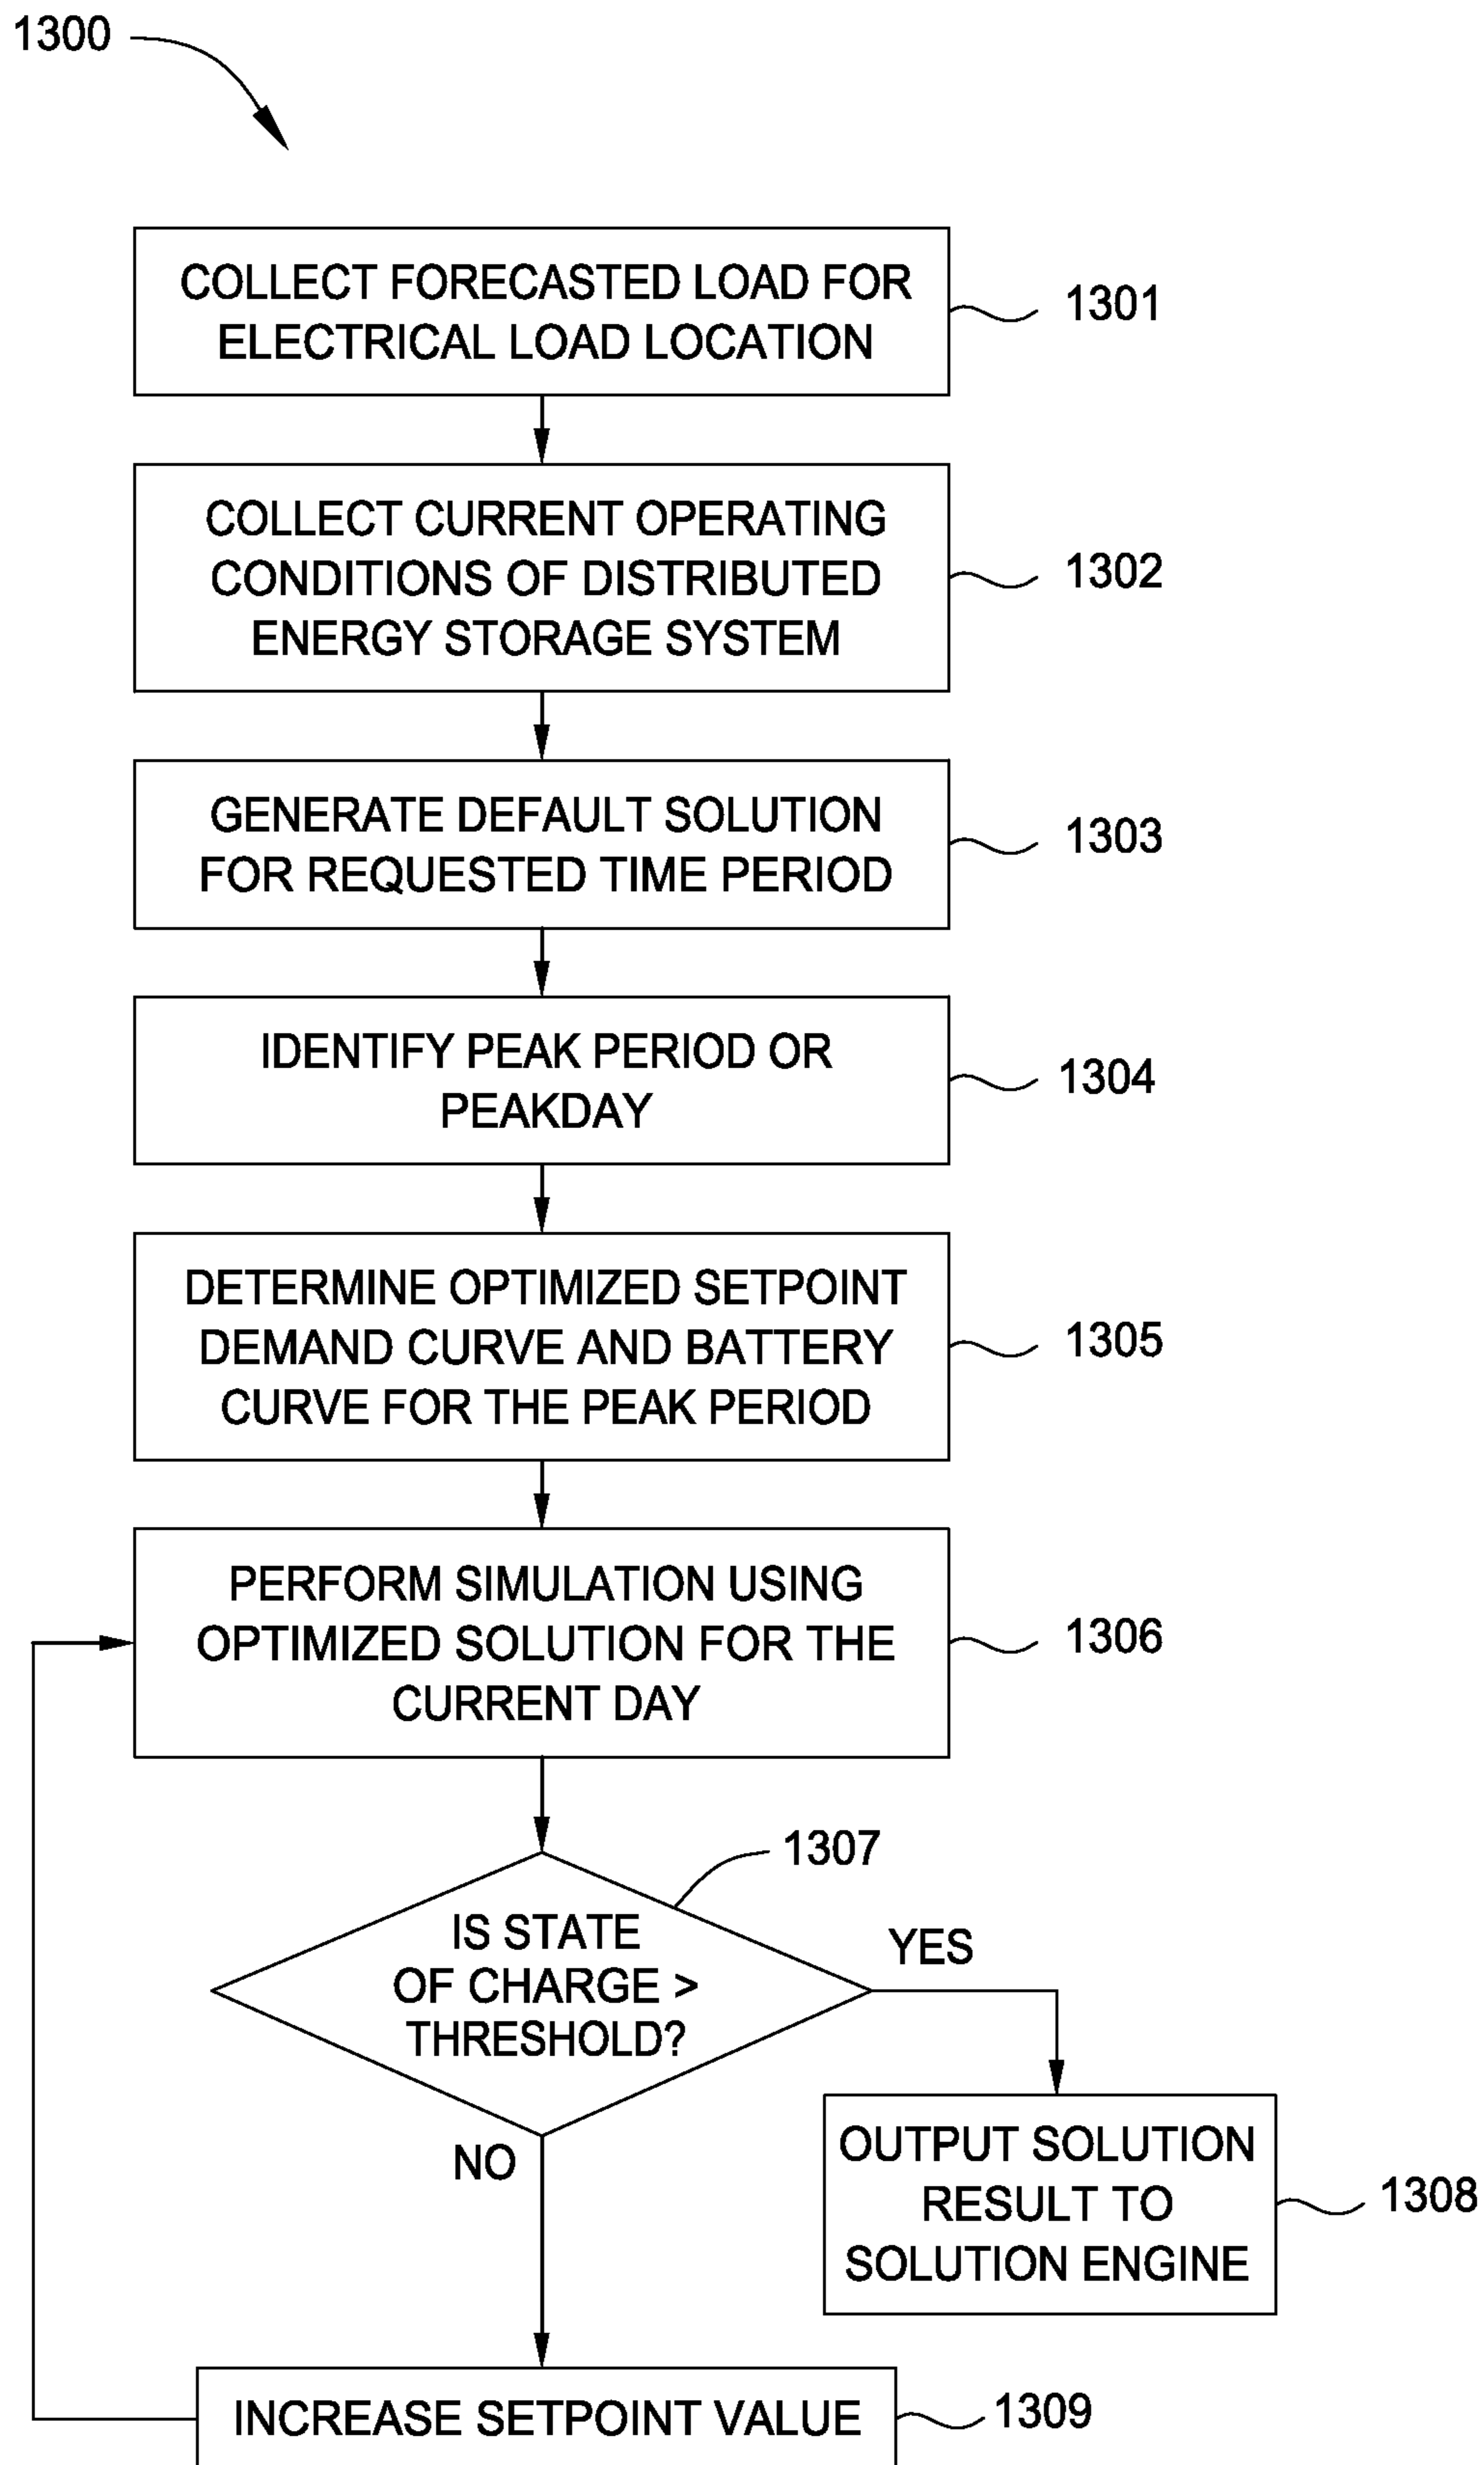 1300
COLLECT FORECASTED LOAD FOR
ELECTRICAL LOAD LOCATION
1301
COLLECT CURRENT OPERATING
CONDITIONS OF DISTRIBUTED
ENERGY STORAGE SYSTEM
1302
GENERATE DEFAULT SOLUTION
FOR REQUESTED TIME PERIOD
1303
IDENTIFY PEAK PERIOD OR
PEAKDAY
1304
DETERMINE OPTIMIZED SETPOINT
DEMAND CURVE AND BATTERY
CURVE FOR THE PEAK PERIOD
1305
PERFORM SIMULATION USING
OPTIMIZED SOLUTION FOR THE
CURRENT DAY
1306
1307
IS STATE
OF CHARGE >
THRESHOLD?
YES
NO
OUTPUT SOLUTION
RESULT TO
SOLUTION ENGINE
1308
INCREASE SETPOINT VALUE
1309